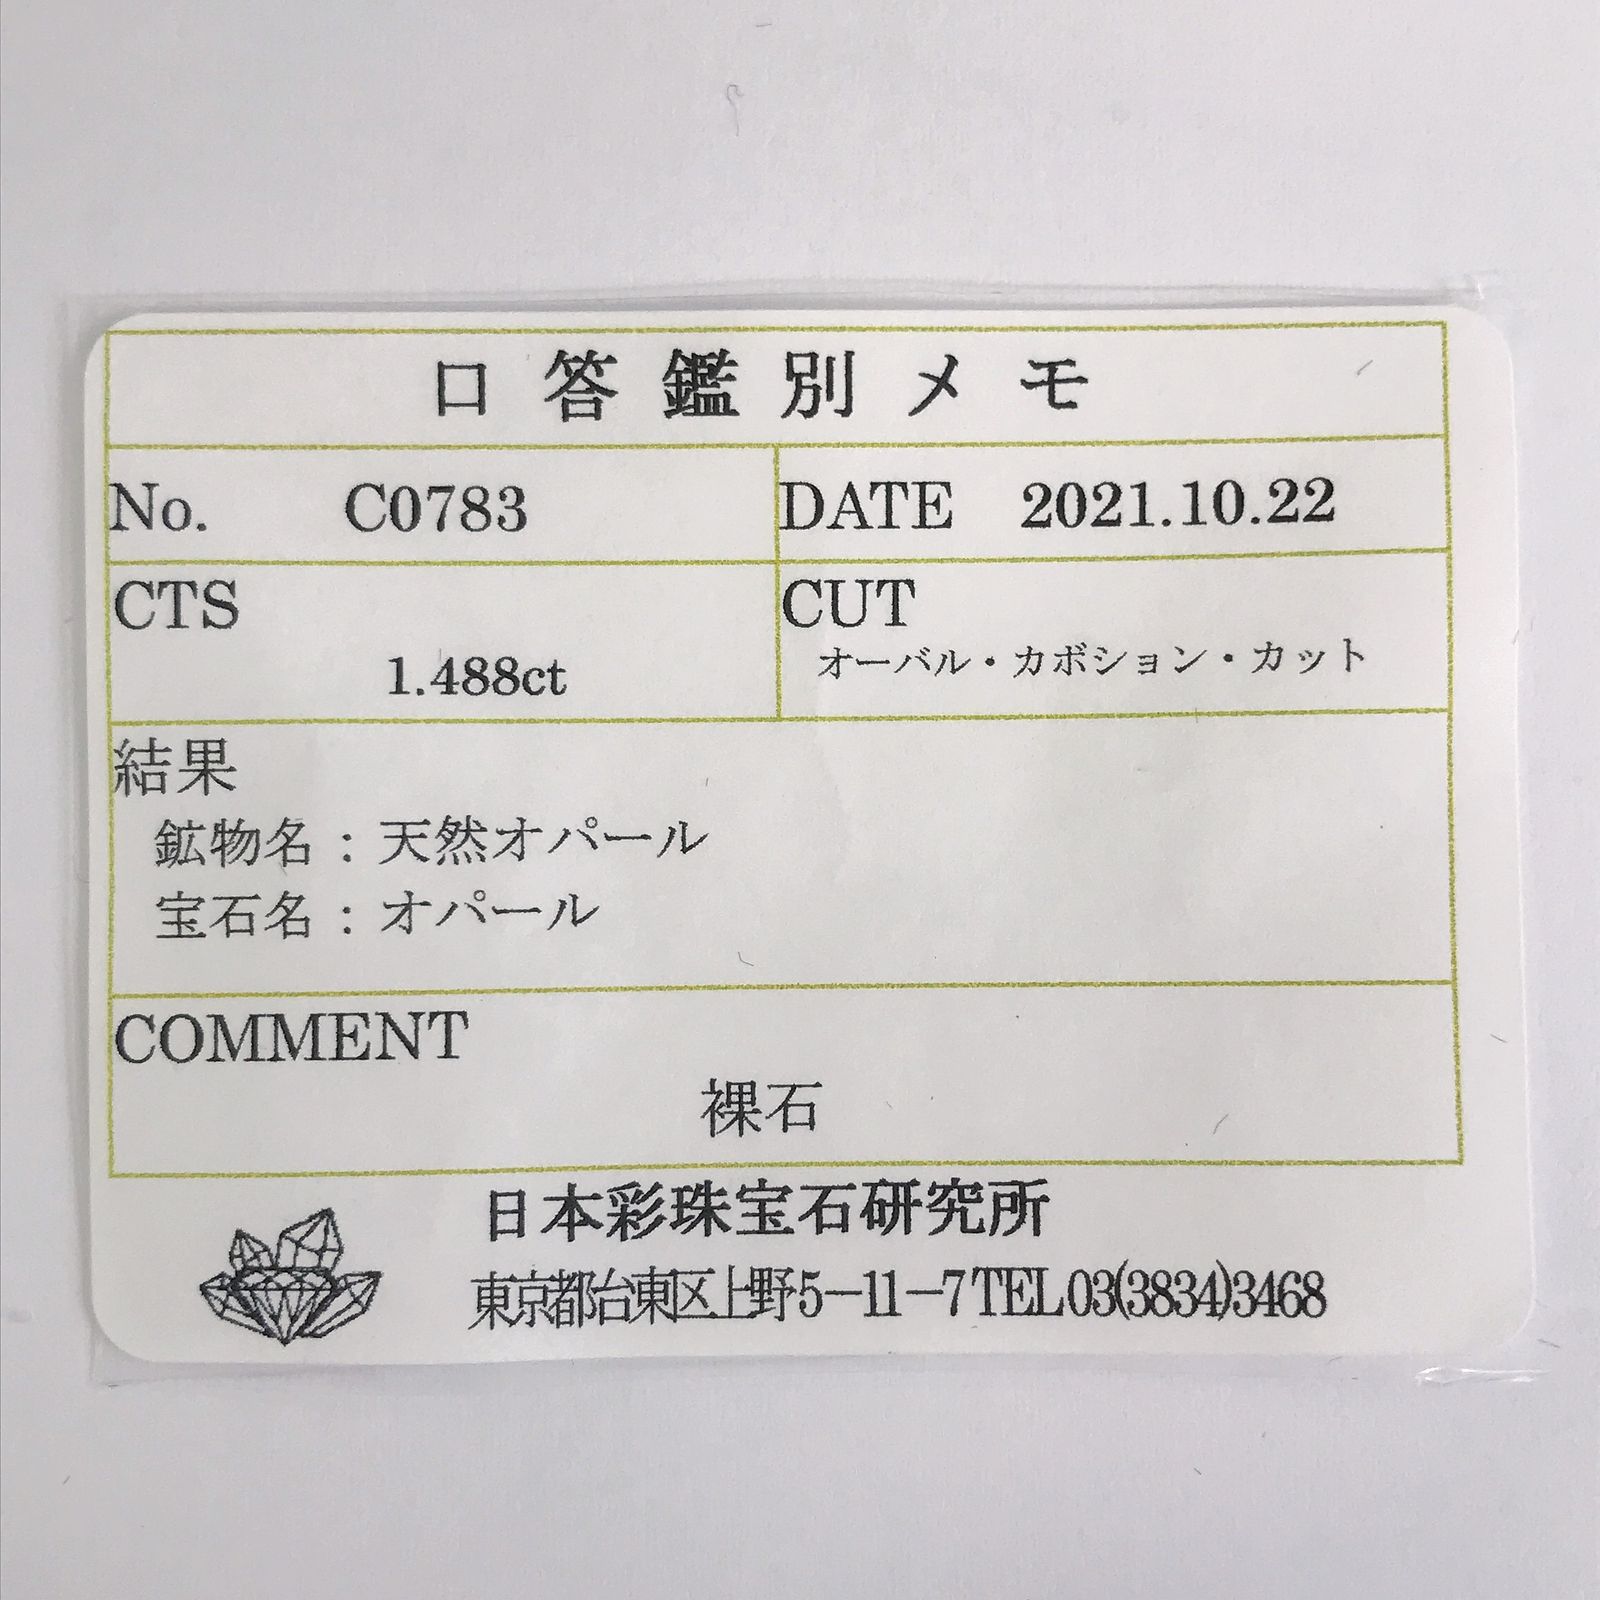 口答鑑別メモ
No. C0783 DATE 2021.10.22
CTS CUT
1.488ct オーバル・カボション・カット
結果
鉱物名：天然オパール
宝石名：オパール
COMMENT
裸石
日本彩珠宝石研究所
東京都台東区上野5－11－7 TEL 03(3834)3468